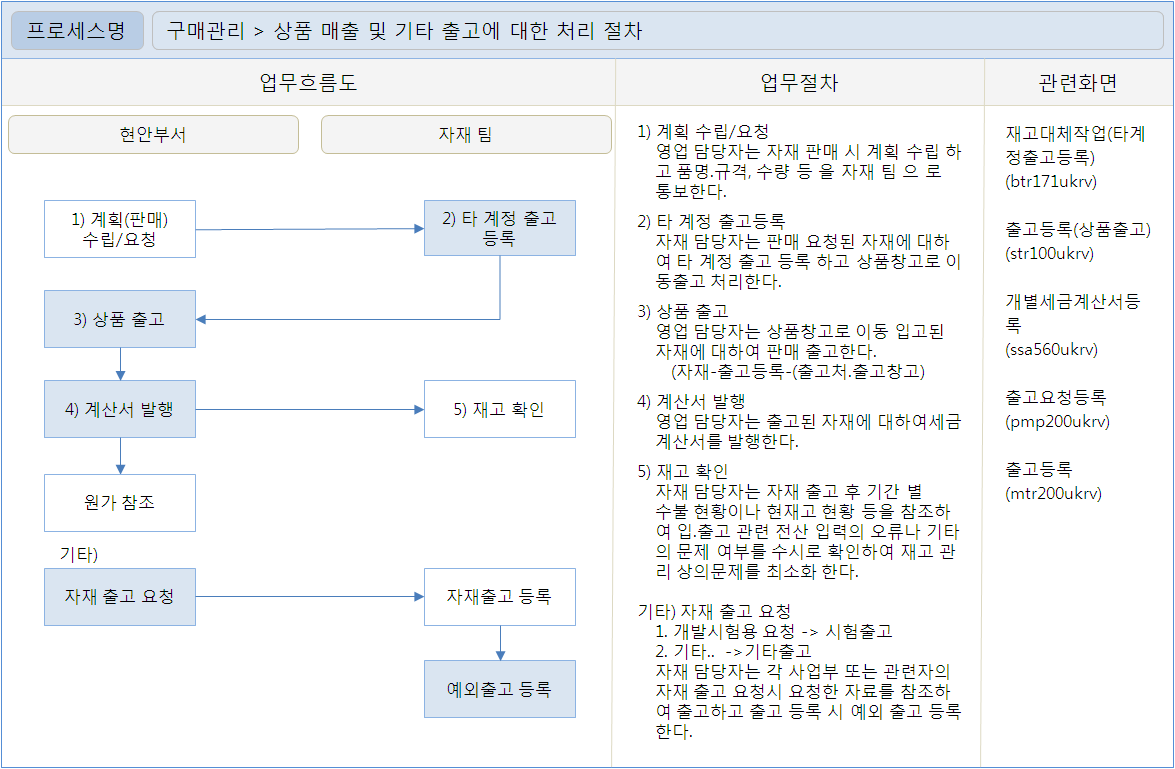 프로세스명
구매관리 > 상품 매출 및 기타 출고에 대한 처리 절차
업무흐름도
업무절차
관련화면
현안부서
자재 팀
1) 계획(판매)
수립/요청
2) 타 계정 출고
등록
3) 상품 출고
4) 계산서 발행
5) 재고 확인
원가 참조
기타)
자재 출고 요청
자재출고 등록
예외출고 등록
1) 계획 수립/요청
영업 담당자는 자재 판매 시 계획 수립 하
고 품명.규격, 수량 등 을 자재 팀 으 로
통보한다.
2) 타 계정 출고등록
자재 담당자는 판매 요청된 자재에 대하
여 타 계정 출고 등록 하고 상품창고로 이
동출고 처리한다.
3) 상품 출고
영업 담당자는 상품창고로 이동 입고된
자재에 대하여 판매 출고한다.
(자재-출고등록-(출고처.출고창고)
4) 계산서 발행
영업 담당자는 출고된 자재에 대하여세금
계산서를 발행한다.
5) 재고 확인
자재 담당자는 자재 출고 후 기간 별
수불 현황이나 현재고 현황 등을 참조하
여 입.출고 관련 전산 입력의 오류나 기타
의 문제 여부를 수시로 확인하여 재고 관
리 상의문제를 최소화 한다.
기타) 자재 출고 요청
1. 개발시험용 요청 -> 시험출고
2. 기타.. ->기타출고
자재 담당자는 각 사업부 또는 관련자의
자재 출고 요청시 요청한 자료를 참조하
여 출고하고 출고 등록 시 예외 출고 등록
한다.
재고대체작업(타계
정출고등록)
(btr171ukrv)
출고등록(상품출고)
(str100ukrv)
개별세금계산서등
록
(ssa560ukrv)
출고요청등록
(pmp200ukrv)
출고등록
(mtr200ukrv)